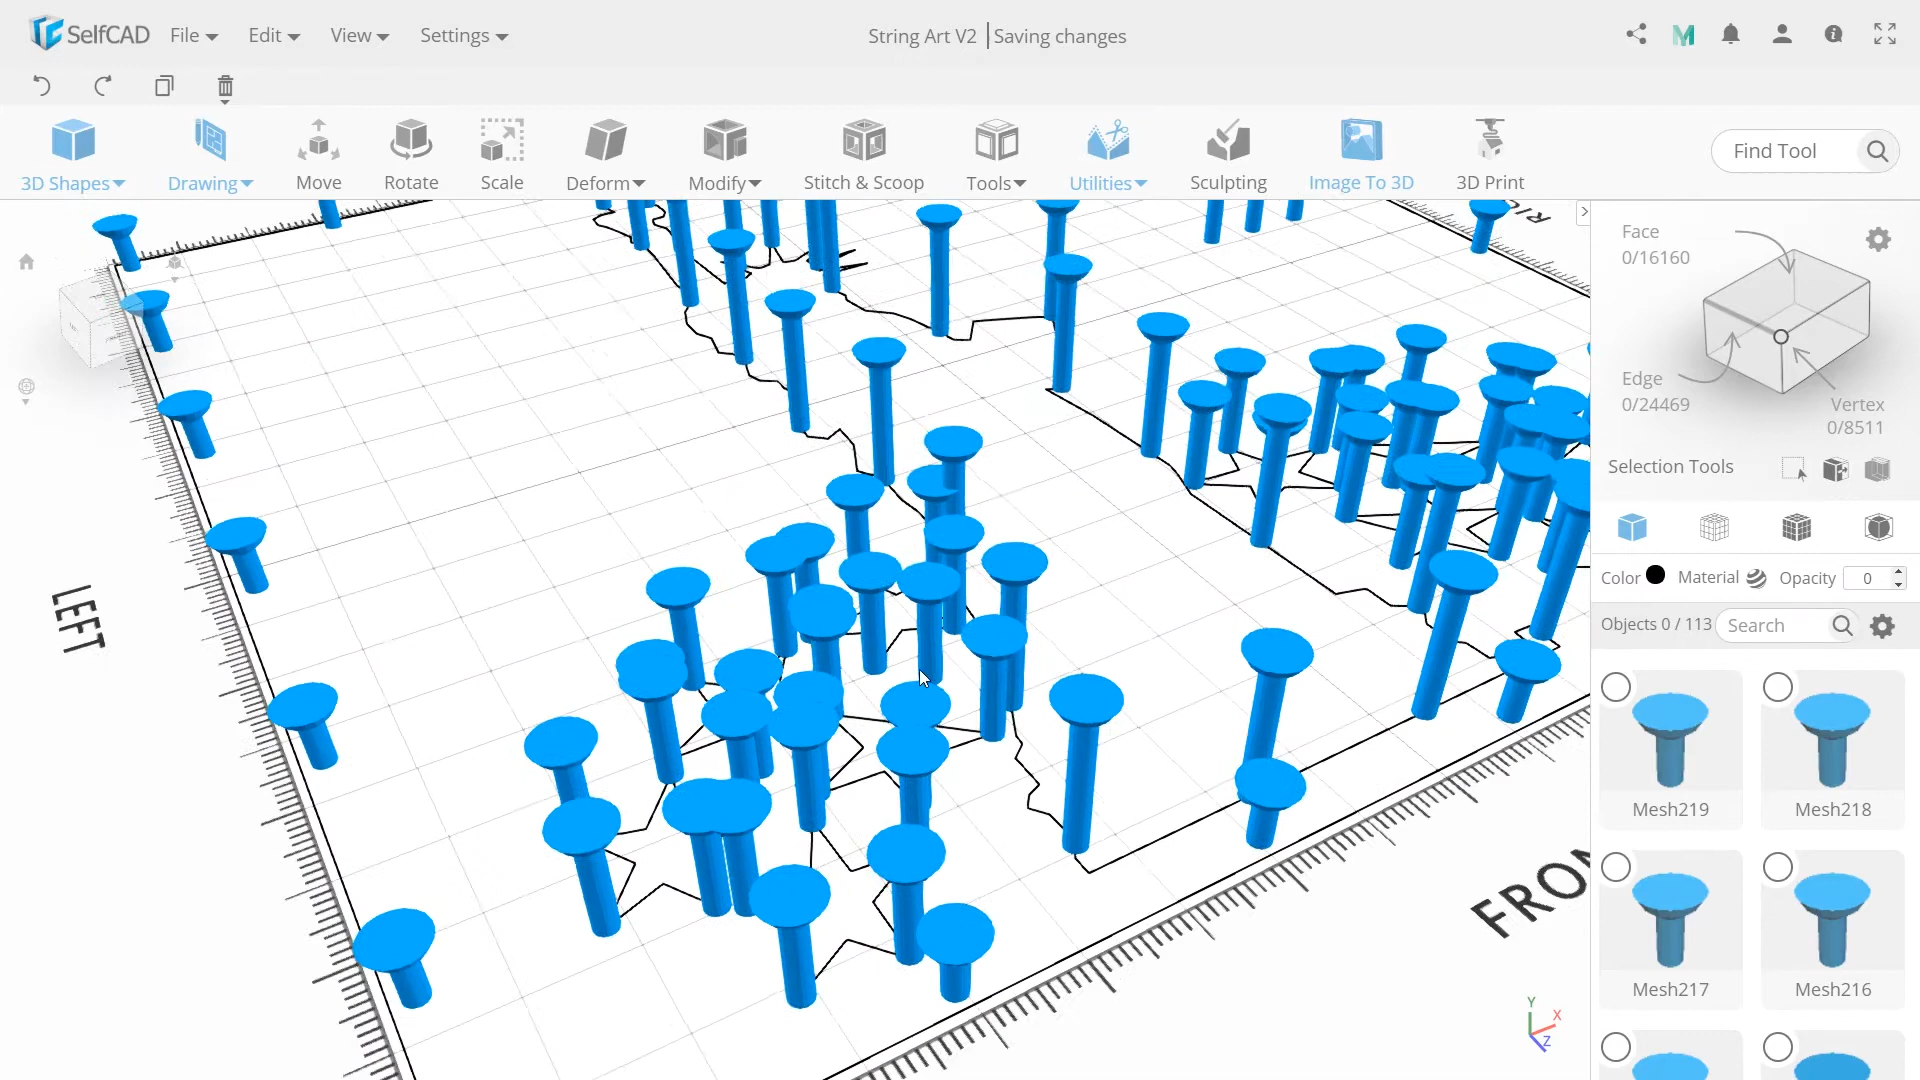 SelfCAD File Edit View Settings String Art V2 Saving changes
3D Shapes Drawing Move Rotate Scale Deform Modify Stitch & Scoop Tools Utilities Sculpting Image To 3D 3D Print Find Tool
Face
0/16160
Edge
0/24469
Vertex
0/8511
Selection Tools
Color Material Opacity 0
Objects 0 / 113 Search
Mesh219 Mesh218
Mesh217 Mesh216
LEFT
Y
X
Z